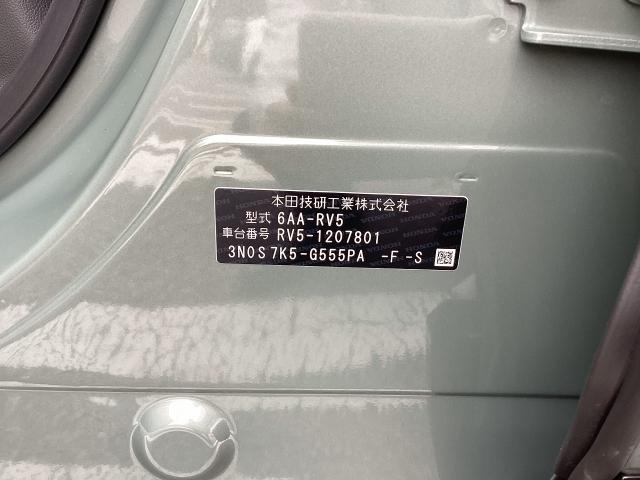 本田技研工業株式会社
型式 6AA-RV5
車台番号 RV5-1207801
3N0S7K5-G555PA -F -S